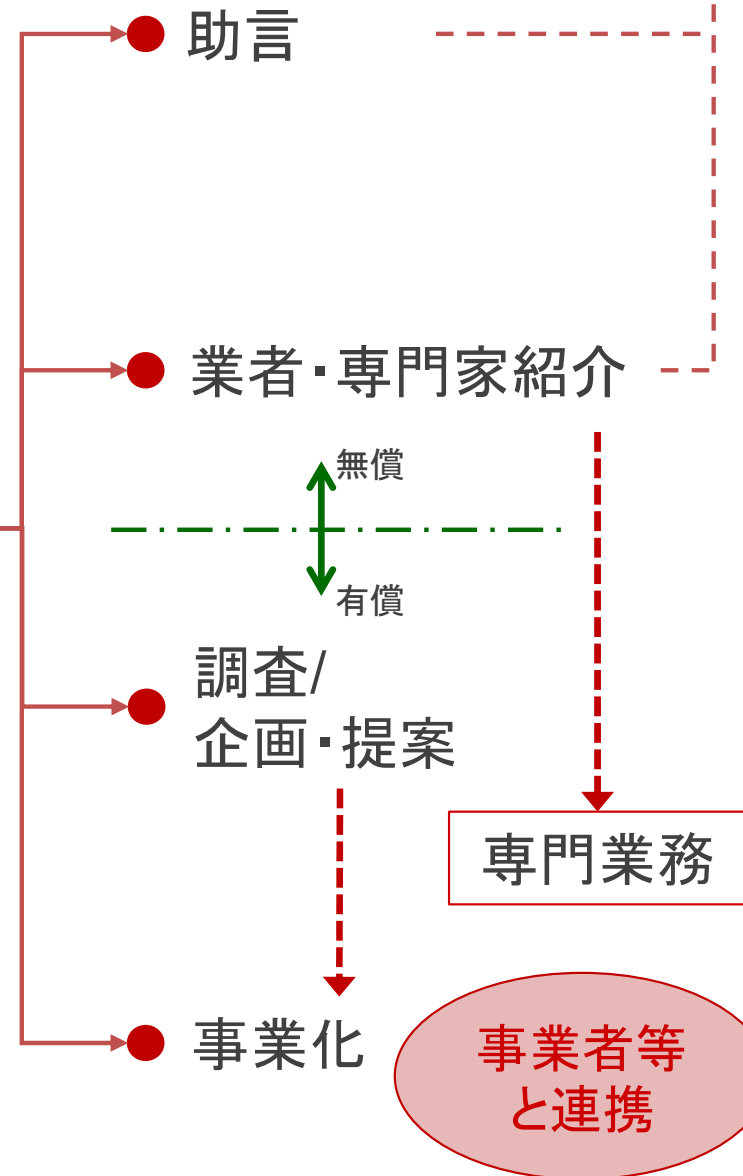 助言
業者・専門家紹介
無償
有償
調査/
企画・提案
専門業務
事業化
事業者等
と連携